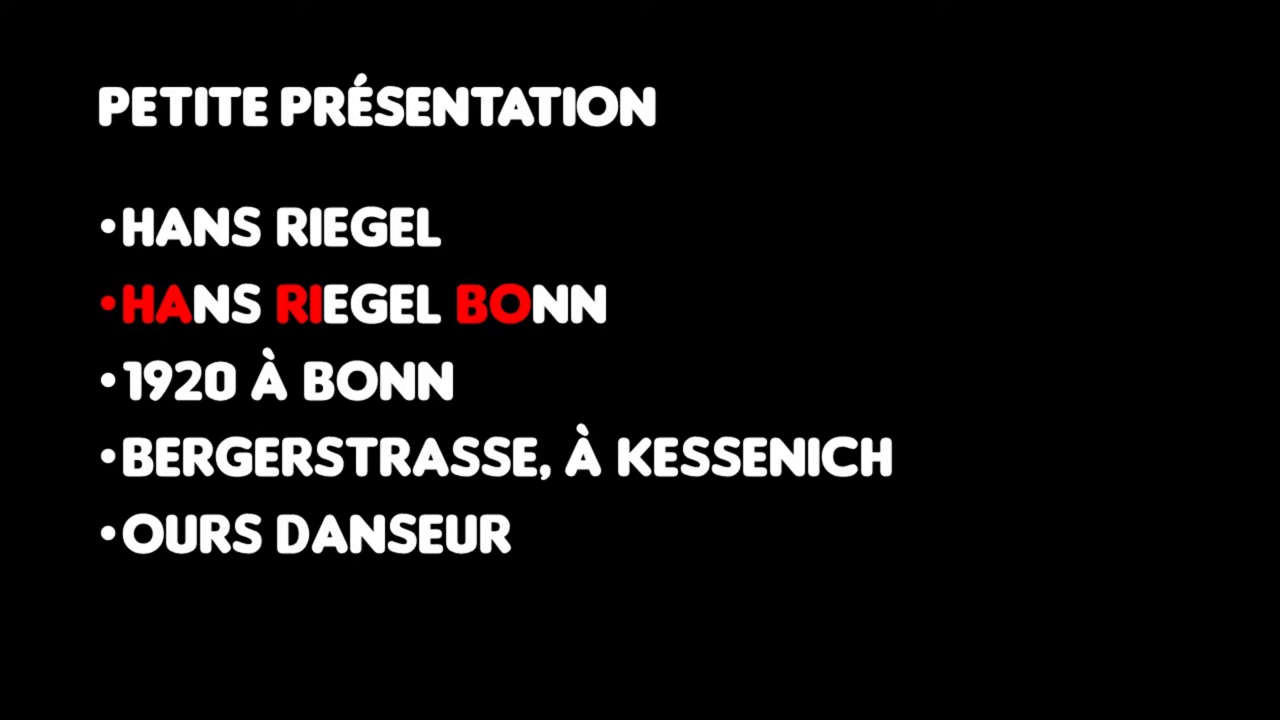 PETITE PRÉSENTATION
•HANS RIEGEL
•HANS RIEGEL BONN
•1920 À BONN
•BERGERSTRASSE, À KESSENICH
•OURS DANSEUR